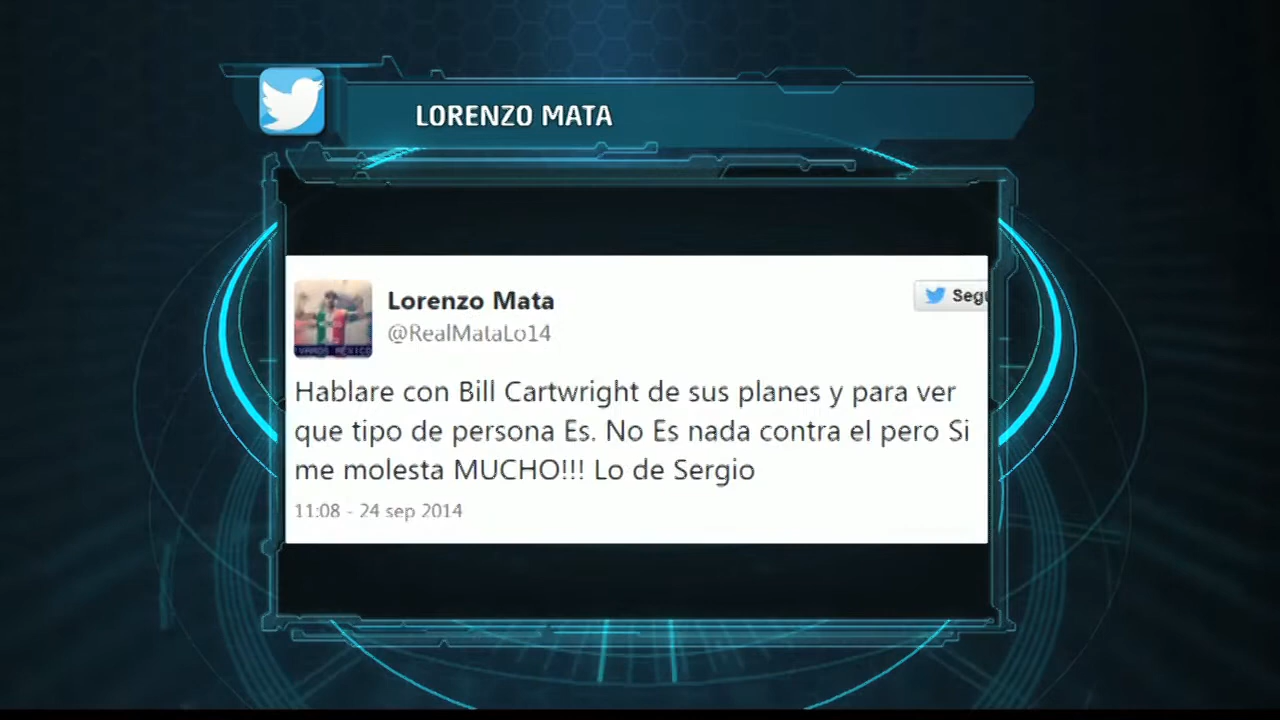 LORENZO MATA
Lorenzo Mata
Segu
@RealMataLo14
Hablare con Bill Cartwright de sus planes y para ver
que tipo de persona Es. No Es nada contra el pero Si
me molesta MUCHO!!! Lo de Sergio
11:08 - 24 sep 2014